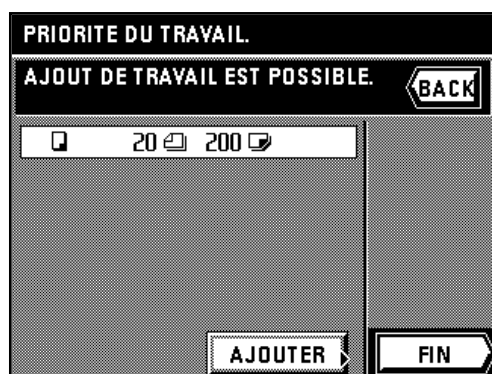 PRIORITE DU TRAVAIL.
AJOUT DE TRAVAIL EST POSSIBLE.
BACK
20 200
AJOUTER
FIN